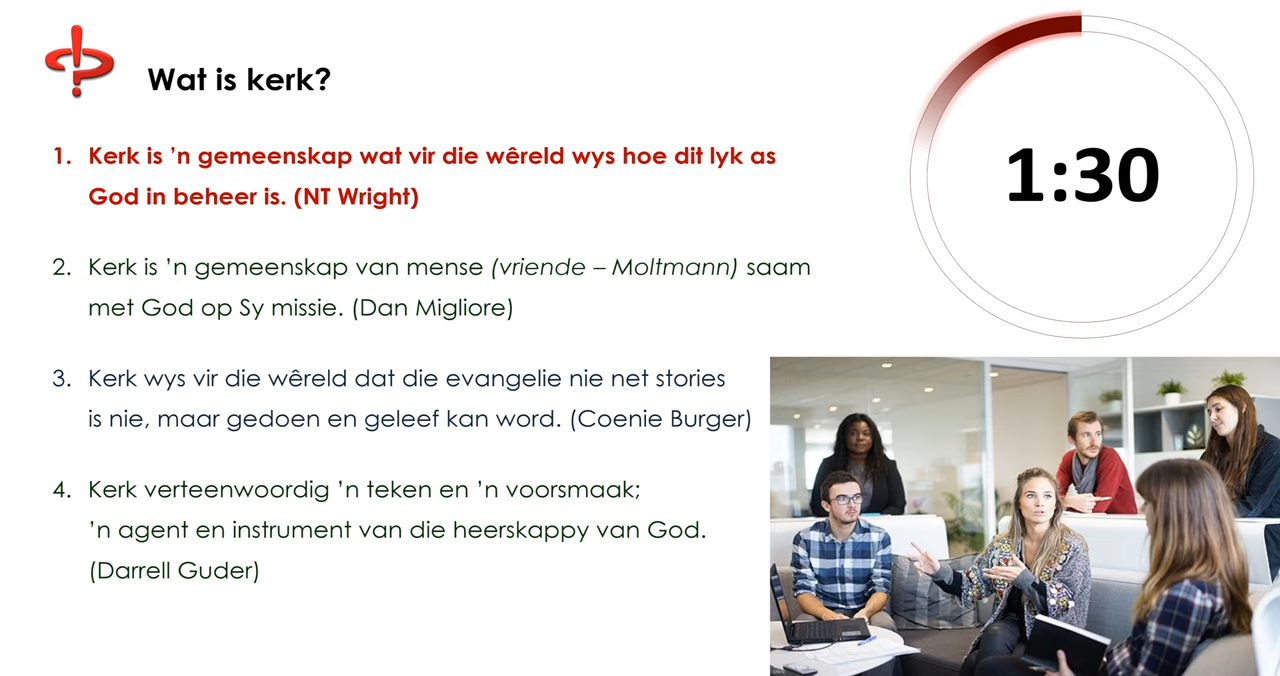 Wat is kerk?
1. Kerk is ’n gemeenskap wat vir die wêreld wys hoe dit lyk as
God in beheer is. (NT Wright)
2. Kerk is ’n gemeenskap van mense (vriende – Moltmann) saam
met God op Sy missie. (Dan Migliore)
3. Kerk wys vir die wêreld dat die evangelie nie net stories
is nie, maar gedoen en geleef kan word. (Coenie Burger)
4. Kerk verteenwoordig ’n teken en ’n voorsmaak;
’n agent en instrument van die heerskappy van God.
(Darrell Guder)
1:30